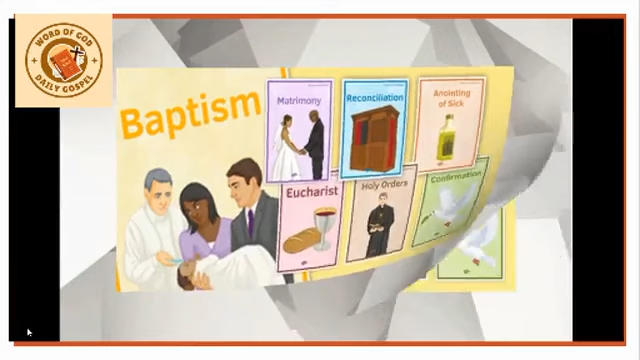 WORD OF GOD
DAILY GOSPEL
Baptism
Matrimony
Reconciliation
Anointing
of Sick
Eucharist
Holy Orders
Confirmation